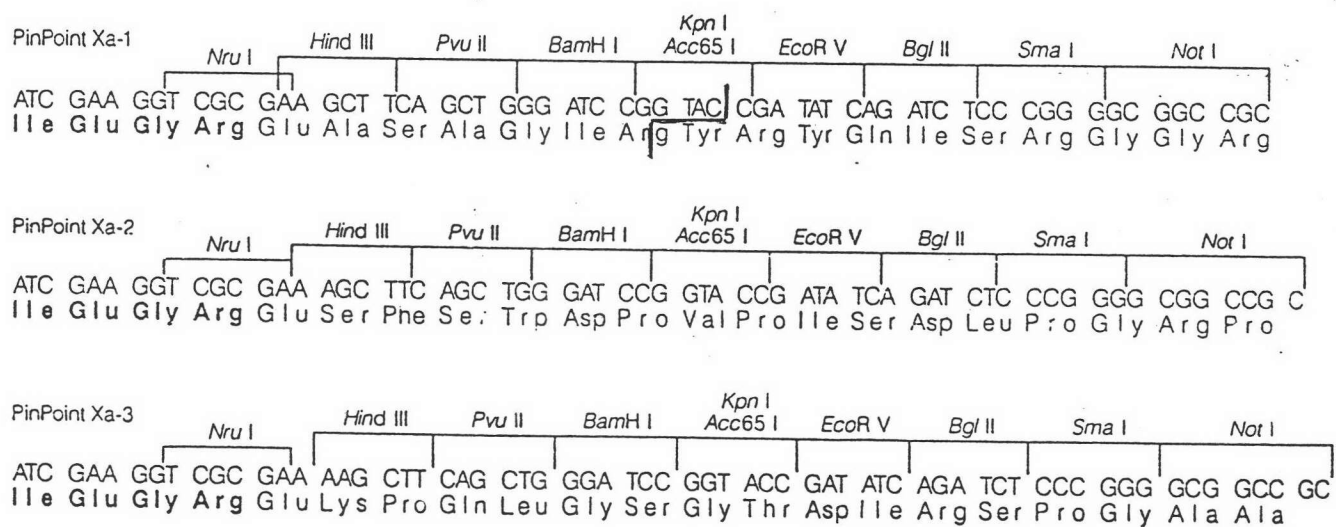 Kpn I
PinPoint Xa-1 Nru I Hind III Pvu II BamH I Acc65 I EcoR V Bgl II Sma I Not I
ATC GAA GGT CGC GAA GCT TCA GCT GGG ATC CGG TAC CGA TAT CAG ATC TCC CGG GGC GGC CGC
Ile Glu Gly Arg Glu Ala Ser Ala Gly Ile Arg Tyr Arg Tyr Gln Ile Ser Arg Gly Gly Arg
Kpn I
PinPoint Xa-2 Nru I Hind III Pvu II BamH I Acc65 I EcoR V Bgl II Sma I Not I
ATC GAA GGT CGC GAA AGC TTC AGC TGG GAT CCG GTA CCG ATA TCA GAT CTC CCG GGG CGG CCG C
Ile Glu Gly Arg Glu Ser Phe Se. Trp Asp Pro Val Pro Ile Ser Asp Leu Pro Gly Arg Pro
Kpn I
PinPoint Xa-3 Nru I Hind III Pvu II BamH I Acc65 I EcoR V Bgl II Sma I Not I
ATC GAA GGT CGC GAA AAG CTT CAG CTG GGA TCC GGT ACC GAT ATC AGA TCT CCC GGG GCG GCC GC
Ile Glu Gly Arg Glu Lys Pro Gln Leu Gly Ser Gly Thr Asp Ile Arg Ser Pro Gly Ala Ala